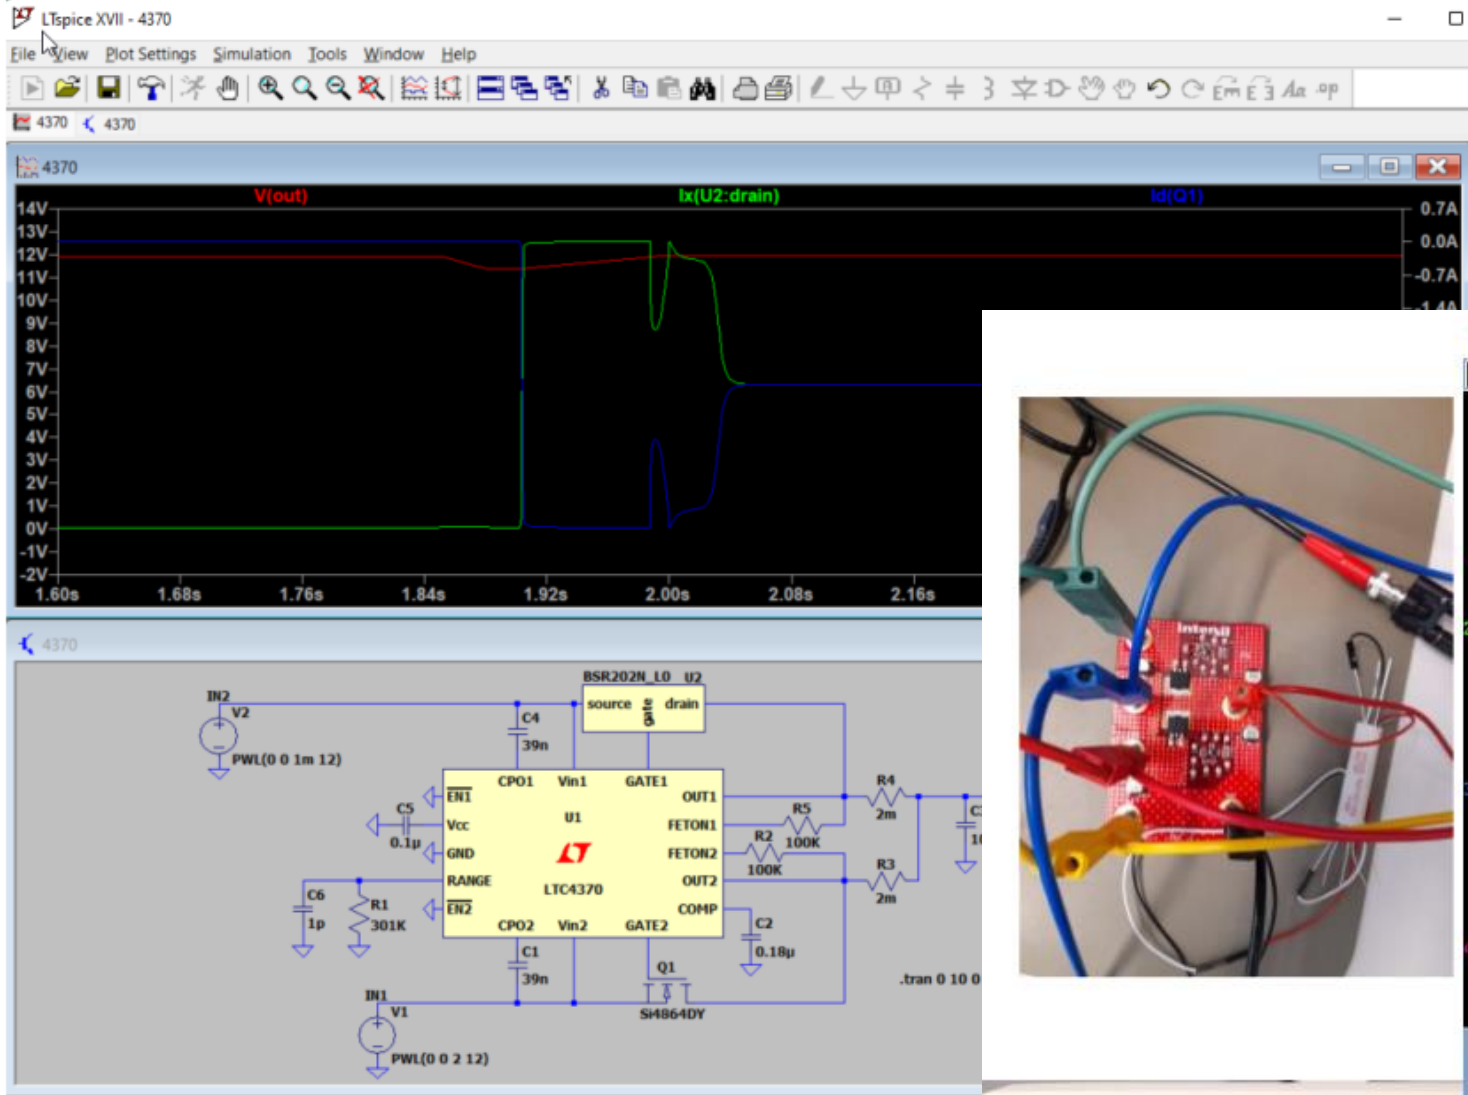 LTspice XVII - 4370
File View Plot Settings Simulation Tools Window Help
4370 4370
4370
V(out) Ix(U2:drain) Id(Q1)
14V 0.7A
13V
12V 0.0A
11V -0.7A
10V -1.4A
9V
8V
7V
6V
5V
4V
3V
2V
1V
0V
-1V
-2V
1.60s 1.68s 1.76s 1.84s 1.92s 2.00s 2.08s 2.16s
4370
BSR202N_L0 U2
source gate drain
IN2
V2
PWL(0 0 1m 12)
C4
39n
CPO1 Vin1 GATE1
EN1 OUT1
Vcc FETON1
GND FETON2
RANGE OUT2
EN2 COMP
CPO2 Vin2 GATE2
U1
LT
LTC4370
C5
0.1µ
C6
1p
R1
301K
R5
100K
R2
100K
R4
2m
R3
2m
C2
0.18µ
C1
39n
Q1
Si4864DY
IN1
V1
PWL(0 0 2 12)
.tran 0 10 0
intersil